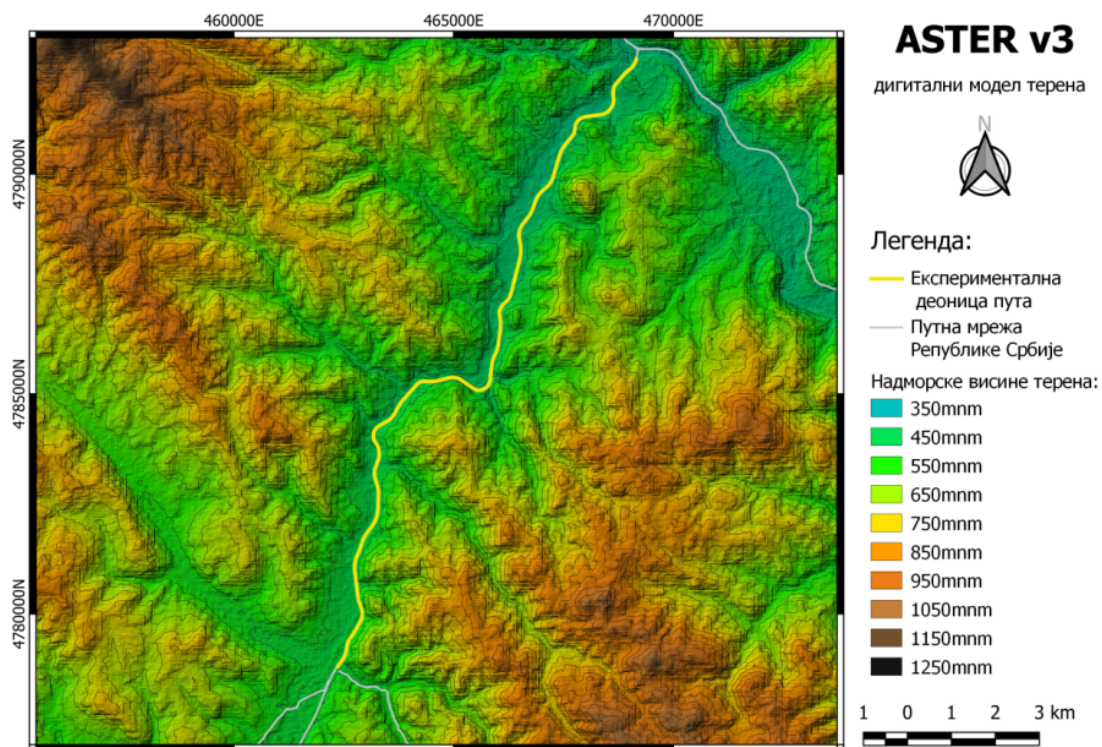 460000E 465000E 470000E
4790000N
4785000N
4780000N
ASTER v3
дигитални модел терена
N
Легенда:
Експериментална
деоница пута
Путна мрежа
Републике Србије
Надморске висине терена:
350mnm
450mnm
550mnm
650mnm
750mnm
850mnm
950mnm
1050mnm
1150mnm
1250mnm
1 0 1 2 3 km